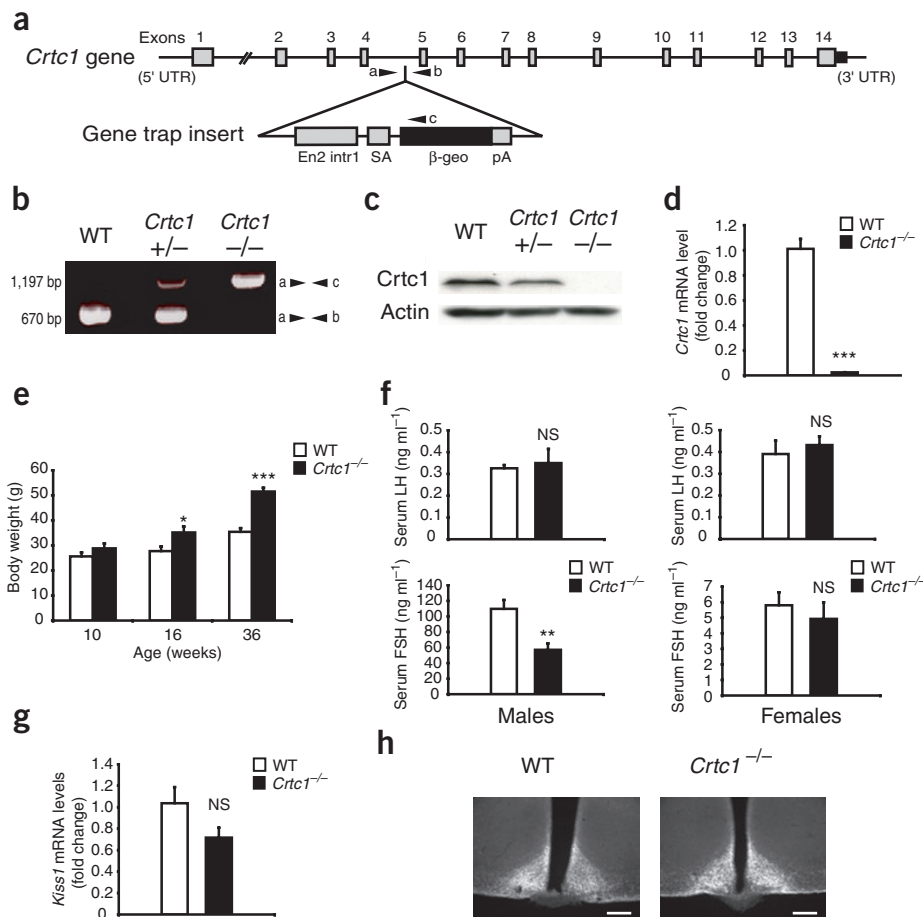 a
Exons 1 2 3 4 5 6 7 8 9 10 11 12 13 14
Crtc1 gene
(5′ UTR) a b (3′ UTR)
Gene trap insert c
En2 intr1 SA β-geo pA
b
WT Crtc1 +/– Crtc1 –/–
1,197 bp a c
670 bp a b
c
WT Crtc1 +/– Crtc1 –/–
Crtc1
Actin
d
Crtc1 mRNA level
(fold change)
1.2
1.0
0.8
0.6
0.4
0.2
0
WT
Crtc1–/–
***
e
Body weight (g)
60
50
40
30
20
10
0
WT
Crtc1–/–
* ***
10 16 36
Age (weeks)
f
Serum LH (ng ml–1)
0.5
0.4
0.3
0.2
0.1
0
NS
Serum LH (ng ml–1)
0.5
0.4
0.3
0.2
0.1
0
NS
Serum FSH (ng ml–1)
140
120
100
80
60
40
20
0
WT
Crtc1–/–
**
Males
Serum FSH (ng ml–1)
7
6
5
4
3
2
1
0
WT
Crtc1–/–
NS
Females
g
Kiss1 mRNA levels
(fold change)
1.4
1.2
1.0
0.8
0.6
0.4
0.2
0
WT
Crtc1–/–
NS
h
WT Crtc1–/–